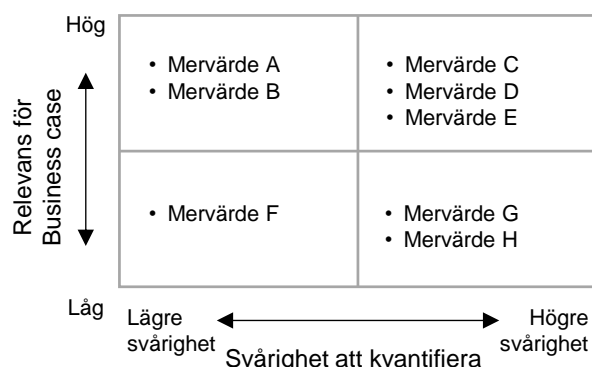 Hög
• Mervärde A
• Mervärde B
• Mervärde C
• Mervärde D
• Mervärde E
Relevans för
Business case
• Mervärde F
• Mervärde G
• Mervärde H
Låg
Lägre
svårighet
Högre
svårighet
Svårighet att kvantifiera